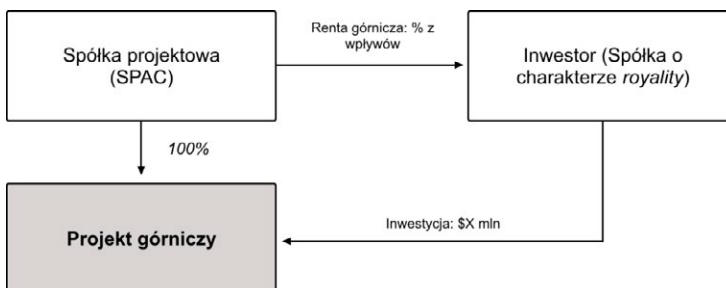 Spółka projektowa
(SPAC)
Renta górnicza: % z
wpływów
Inwestor (Spółka o
charakterze royality)
100%
Projekt górniczy
Inwestycja: $X mln